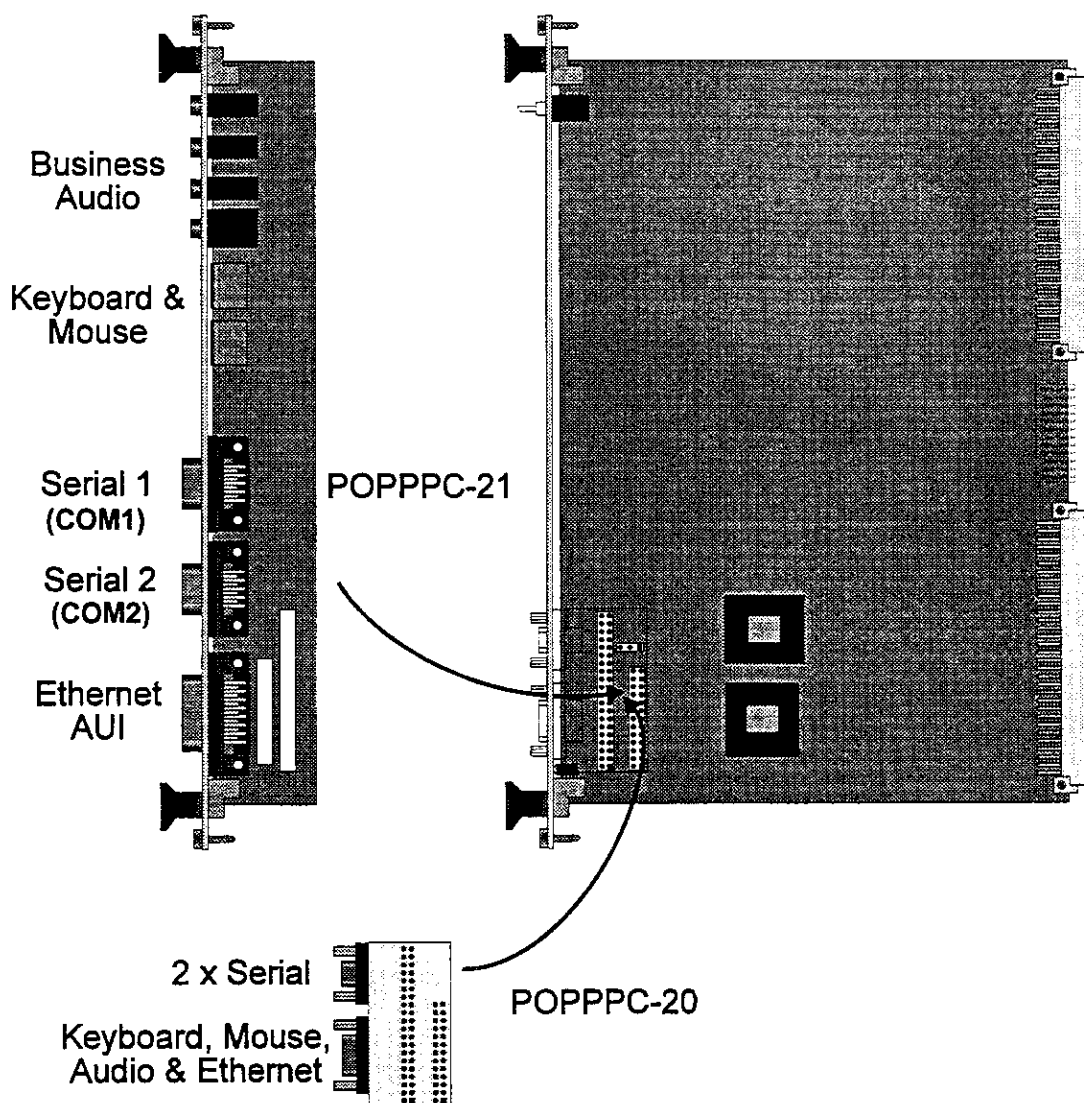 Business
Audio
Keyboard &
Mouse
Serial 1
(COM1)
POPPPC-21
Serial 2
(COM2)
Ethernet
AUI
2 x Serial
POPPPC-20
Keyboard, Mouse,
Audio & Ethernet